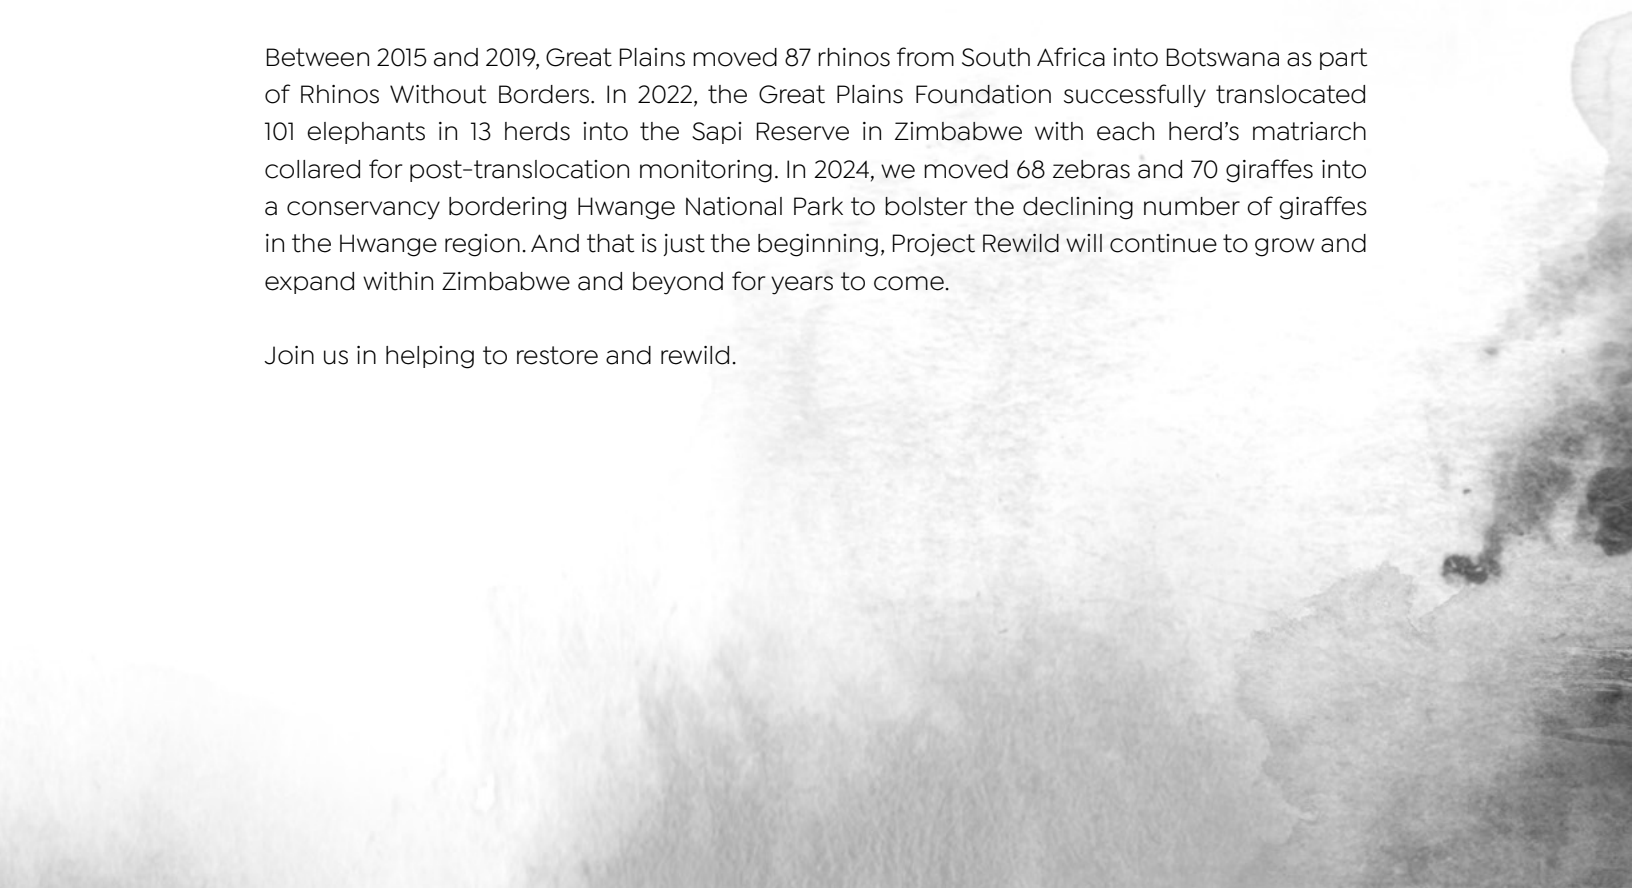 Between 2015 and 2019, Great Plains moved 87 rhinos from South Africa into Botswana as part
of Rhinos Without Borders. In 2022, the Great Plains Foundation successfully translocated
101 elephants in 13 herds into the Sapi Reserve in Zimbabwe with each herd’s matriarch
collared for post-translocation monitoring. In 2024, we moved 68 zebras and 70 giraffes into
a conservancy bordering Hwange National Park to bolster the declining number of giraffes
in the Hwange region. And that is just the beginning, Project Rewild will continue to grow and
expand within Zimbabwe and beyond for years to come.
Join us in helping to restore and rewild.